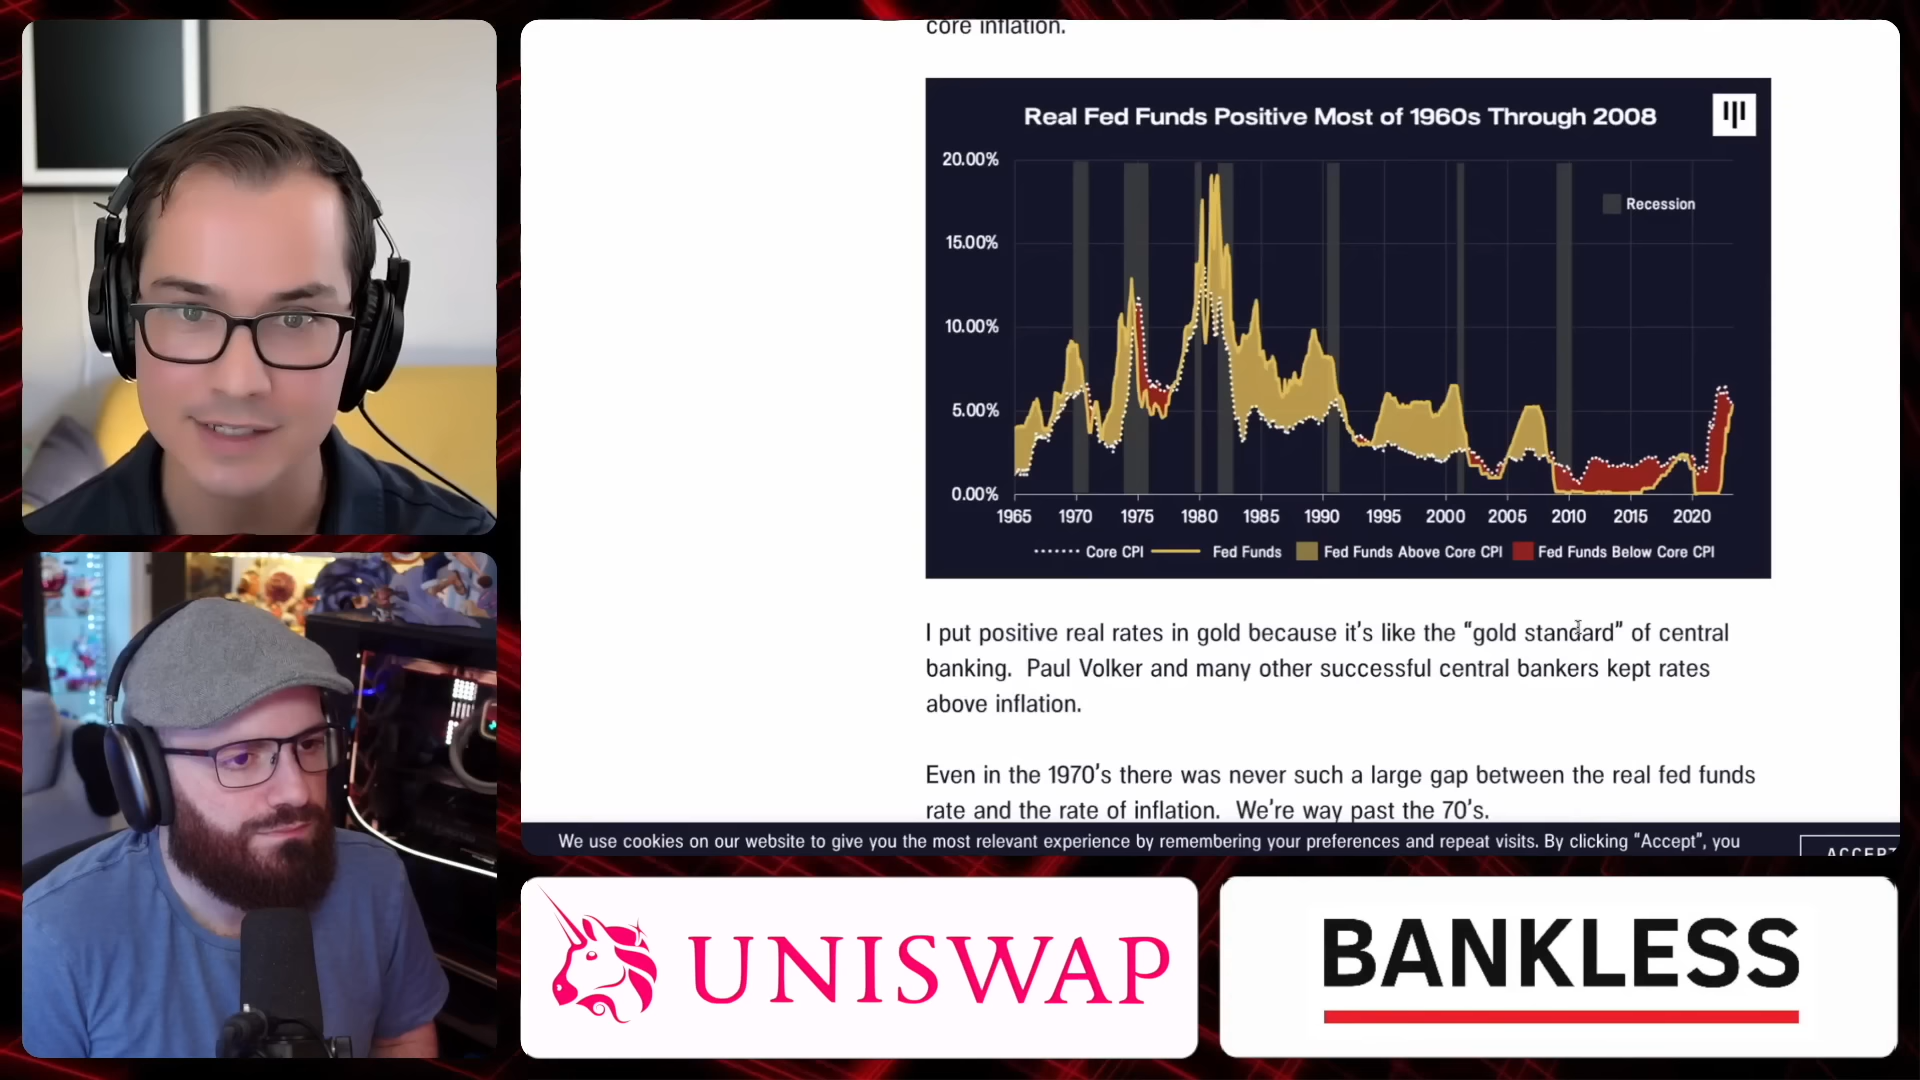 core inflation.
Real Fed Funds Positive Most of 1960s Through 2008
20.00%
Recession
15.00%
10.00%
5.00%
0.00%
1965 1970 1975 1980 1985 1990 1995 2000 2005 2010 2015 2020
Core CPI Fed Funds Fed Funds Above Core CPI Fed Funds Below Core CPI
I put positive real rates in gold because it's like the “gold standard” of central
banking. Paul Volker and many other successful central bankers kept rates
above inflation.
Even in the 1970's there was never such a large gap between the real fed funds
rate and the rate of inflation. We're way past the 70's.
We use cookies on our website to give you the most relevant experience by remembering your preferences and repeat visits. By clicking “Accept”, you
ACCEPT
UNISWAP
BANKLESS